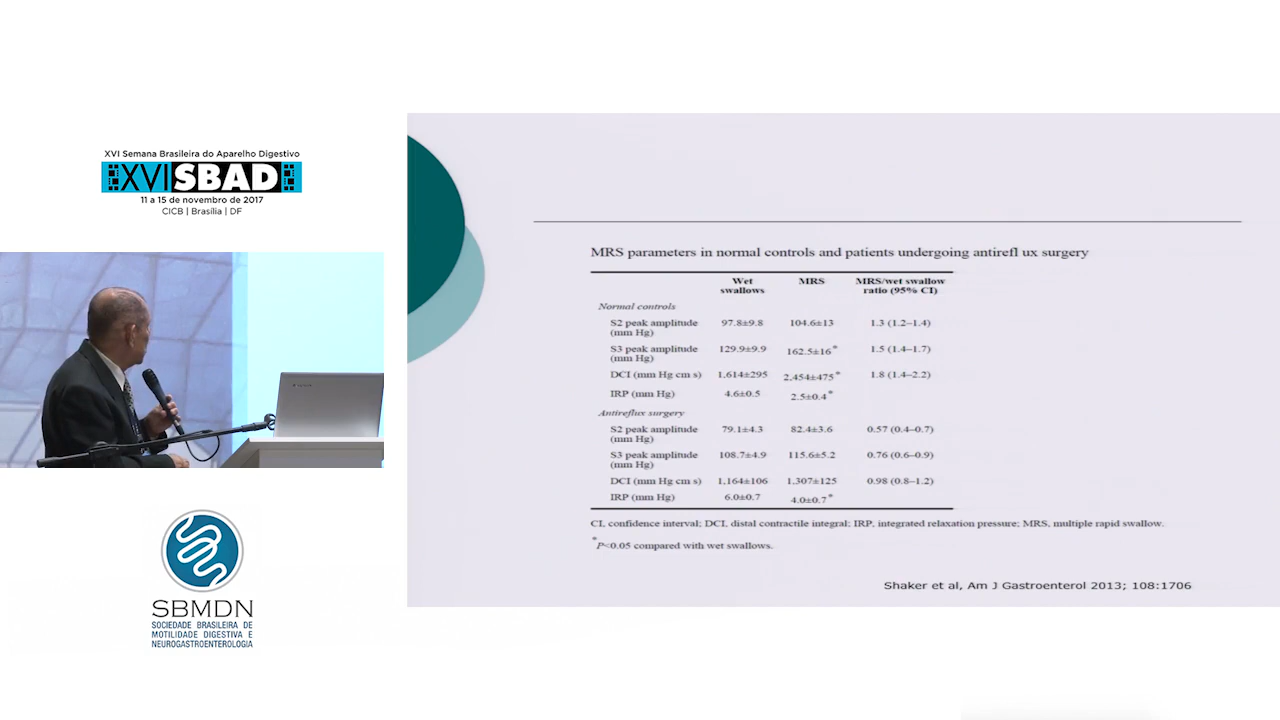 XVI Semana Brasileira do Aparelho Digestivo
XVI SBAD
11 a 15 de novembro de 2017
CICB | Brasília | DF
SBMDN
SOCIEDADE BRASILEIRA DE
MOTILIDADE DIGESTIVA E
NEUROGASTROENTEROLOGIA
MRS parameters in normal controls and patients undergoing antirefl ux surgery
Wet swallows MRS MRS/wet swallow ratio (95% CI)
Normal controls
S2 peak amplitude (mm Hg) 97.8±9.8 104.6±13 1.3 (1.2–1.4)
S3 peak amplitude (mm Hg) 129.9±9.9 162.5±16* 1.5 (1.4–1.7)
DCI (mm Hg cm s) 1,614±295 2,454±475* 1.8 (1.4–2.2)
IRP (mm Hg) 4.6±0.5 2.5±0.4*
Antireflux surgery
S2 peak amplitude (mm Hg) 79.1±4.3 82.4±3.6 0.57 (0.4–0.7)
S3 peak amplitude (mm Hg) 108.7±4.9 115.6±5.2 0.76 (0.6–0.9)
DCI (mm Hg cm s) 1,164±106 1,307±125 0.98 (0.8–1.2)
IRP (mm Hg) 6.0±0.7 4.0±0.7*
CI, confidence interval; DCI, distal contractile integral; IRP, integrated relaxation pressure; MRS, multiple rapid swallow.
*P<0.05 compared with wet swallows.
Shaker et al, Am J Gastroenterol 2013; 108:1706